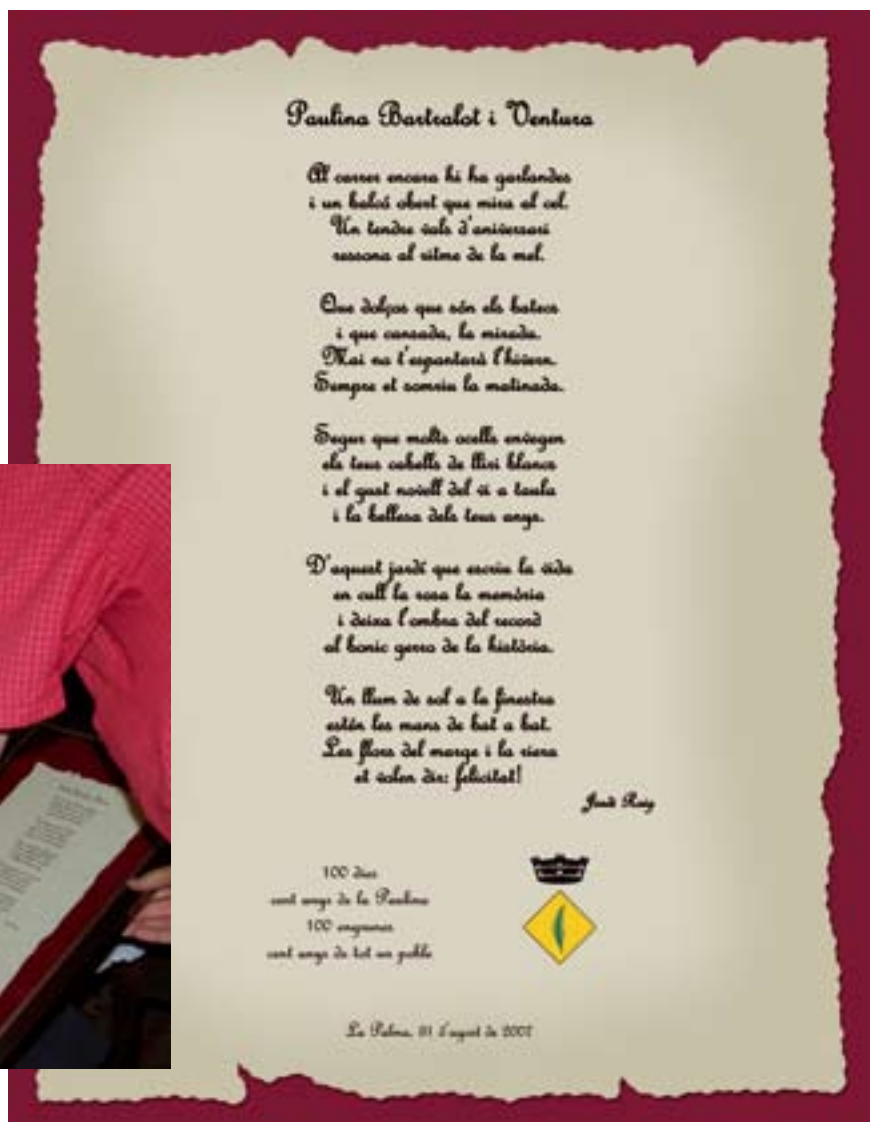 Paulina Bartralot i Ventura
Al carrer encara hi ha garlandes
i un balcó obert que mira al cel.
Un tendre vals d'aniversari
ressona al ritme de la mel.
Que dolços que són els batecs
i que cansada, la mirada.
Mai no t'espantarà l'hivern.
Sempre et somriu la matinada.
Segur que molts ocells envegen
els teus cabells de lliri blancs
i el gust novell del vi a taula
i la bellesa dels teus anys.
D'aquest jardí que escriu la vida
en cull la rosa la memòria
i deixa l'ombra del record
al bonic gerro de la història.
Un llum de sol a la finestra
estén les mans de bat a bat.
Les flors del marge i la riera
et volen dir: felicitat!
Jordi Roig
100 dies
cent anys de la Paulina
100 engrunes
cent anys de tot un poble
La Palma, d'agost de 2007